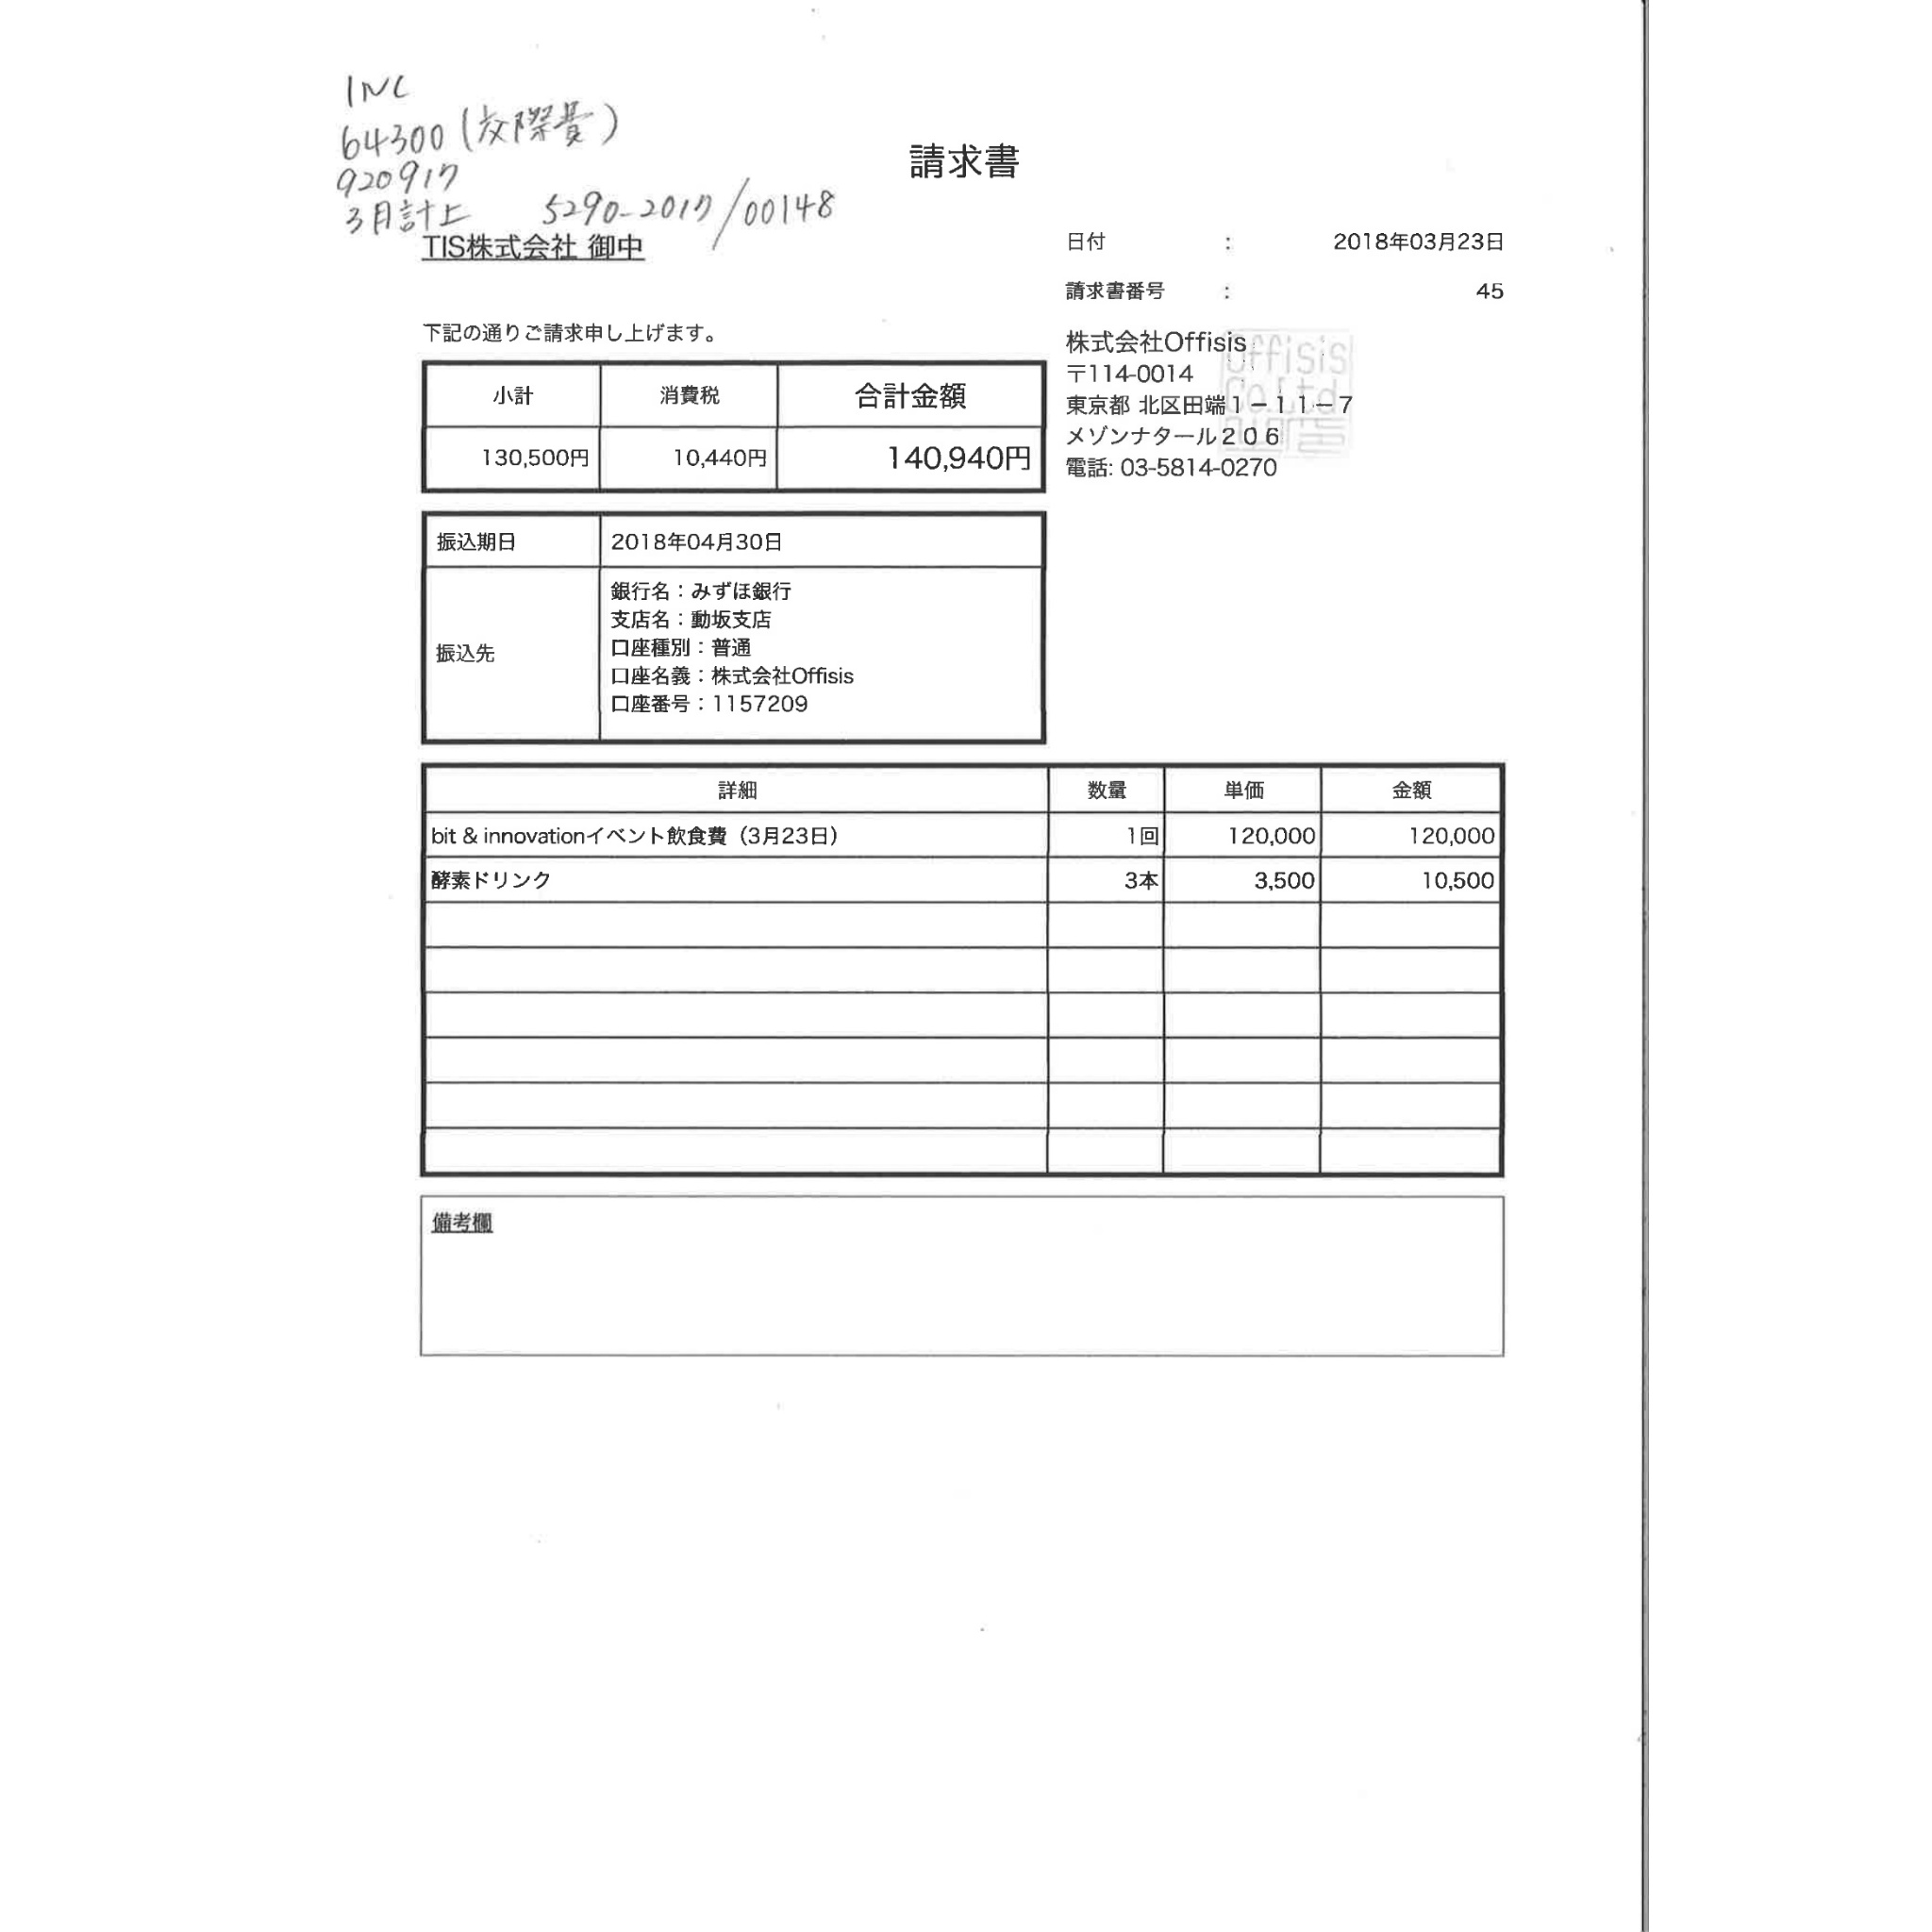 INC
64300(交際費)
920917
3月計上 5290-2017/00148
請求書
TIS株式会社 御中
日付 : 2018年03月23日
請求書番号 : 45
下記の通りご請求申し上げます。
株式会社Offisis
〒114-0014
東京都 北区田端1－11－7
メゾンナタール206
電話: 03-5814-0270
Offisis
Co.Ltd
小計 消費税 合計金額
130,500円 10,440円 140,940円
振込期日 2018年04月30日
振込先
銀行名：みずほ銀行
支店名：動坂支店
口座種別：普通
口座名義：株式会社Offisis
口座番号：1157209
詳細 数量 単価 金額
bit & innovationイベント飲食費（3月23日） 1回 120,000 120,000
酵素ドリンク 3本 3,500 10,500
備考欄